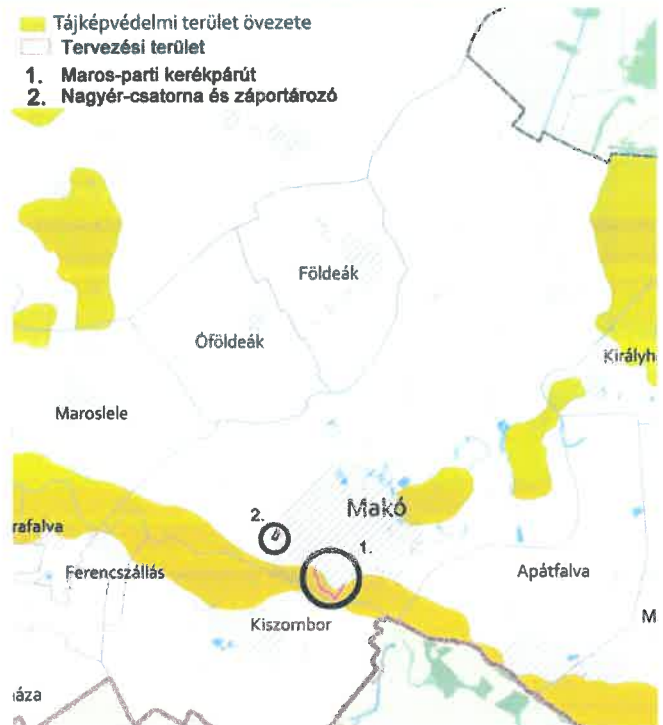 Tájképvédelmi terület övezete
Tervezési terület
1. Maros-parti kerékpárút
2. Nagyér-csatorna és záportározó
Földeák
Óföldeák
Királyh
Maroslele
Makó
2.
1.
rafalva
Ferencszállás
Apátfalva
Kiszombor
M
áza